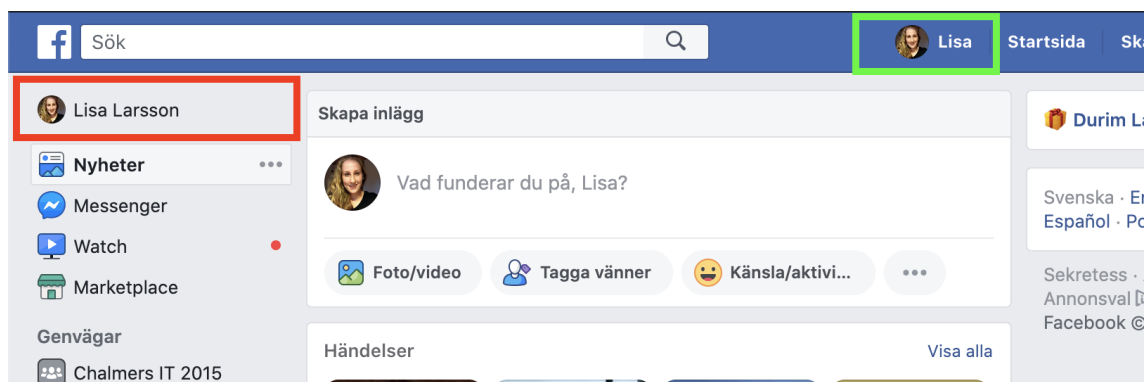 f
Sök
Lisa
Startsida
Lisa Larsson
Nyheter
Messenger
Watch
Marketplace
Genvägar
Chalmers IT 2015
Skapa inlägg
Vad funderar du på, Lisa?
Foto/video
Tagga vänner
Känsla/aktivi...
Händelser
Visa alla
Durim
Svenska ·
Español ·
Sekretess ·
Annonsval
Facebook ©